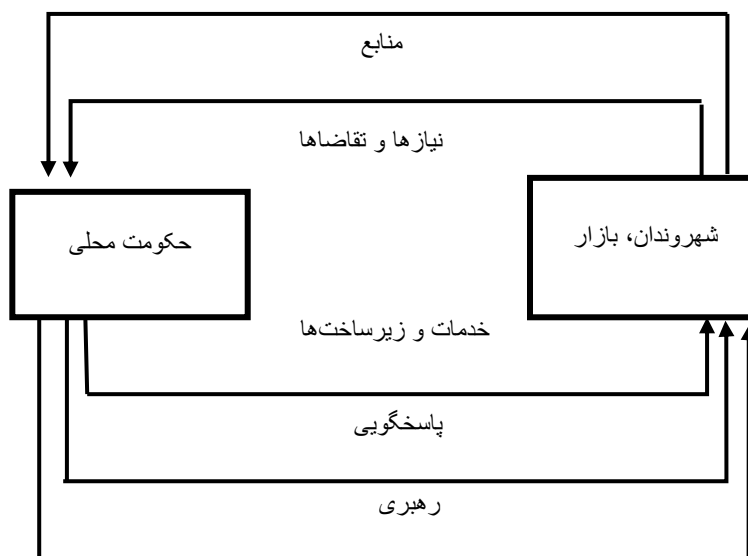 منابع
نیازها و تقاضاها
شهروندان، بازار
حکومت محلی
خدمات و زیرساخت‌ها
پاسخگویی
رهبری